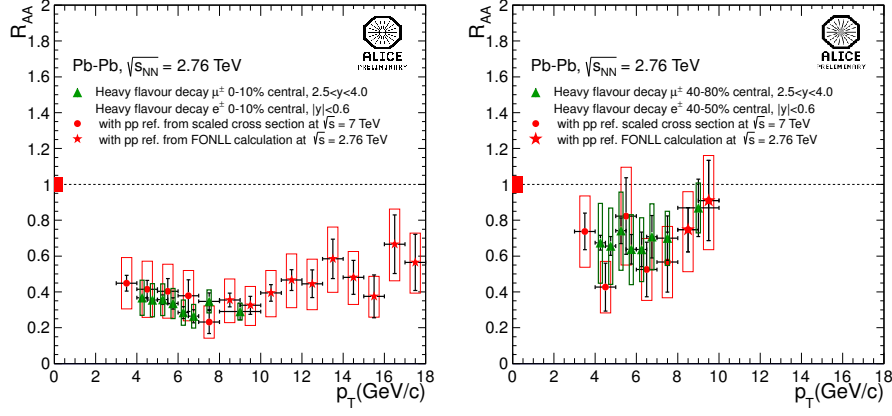 R_AA
2
1.8
1.6
1.4
1.2
1
0.8
0.6
0.4
0.2
0
ALICE
PRELIMINARY
Pb-Pb, √s_NN = 2.76 TeV
Heavy flavour decay μ± 0-10% central, 2.5<y<4.0
Heavy flavour decay e± 0-10% central, |y|<0.6
with pp ref. from scaled cross section at √s = 7 TeV
with pp ref. from FONLL calculation at √s = 2.76 TeV
0 2 4 6 8 10 12 14 16 18
p_T(GeV/c)
R_AA
2
1.8
1.6
1.4
1.2
1
0.8
0.6
0.4
0.2
0
ALICE
PRELIMINARY
Pb-Pb, √s_NN = 2.76 TeV
Heavy flavour decay μ± 40-80% central, 2.5<y<4.0
Heavy flavour decay e± 40-50% central, |y|<0.6
with pp ref. scaled cross section at √s = 7 TeV
with pp ref. FONLL calculation at √s = 2.76 TeV
0 2 4 6 8 10 12 14 16 18
p_T(GeV/c)